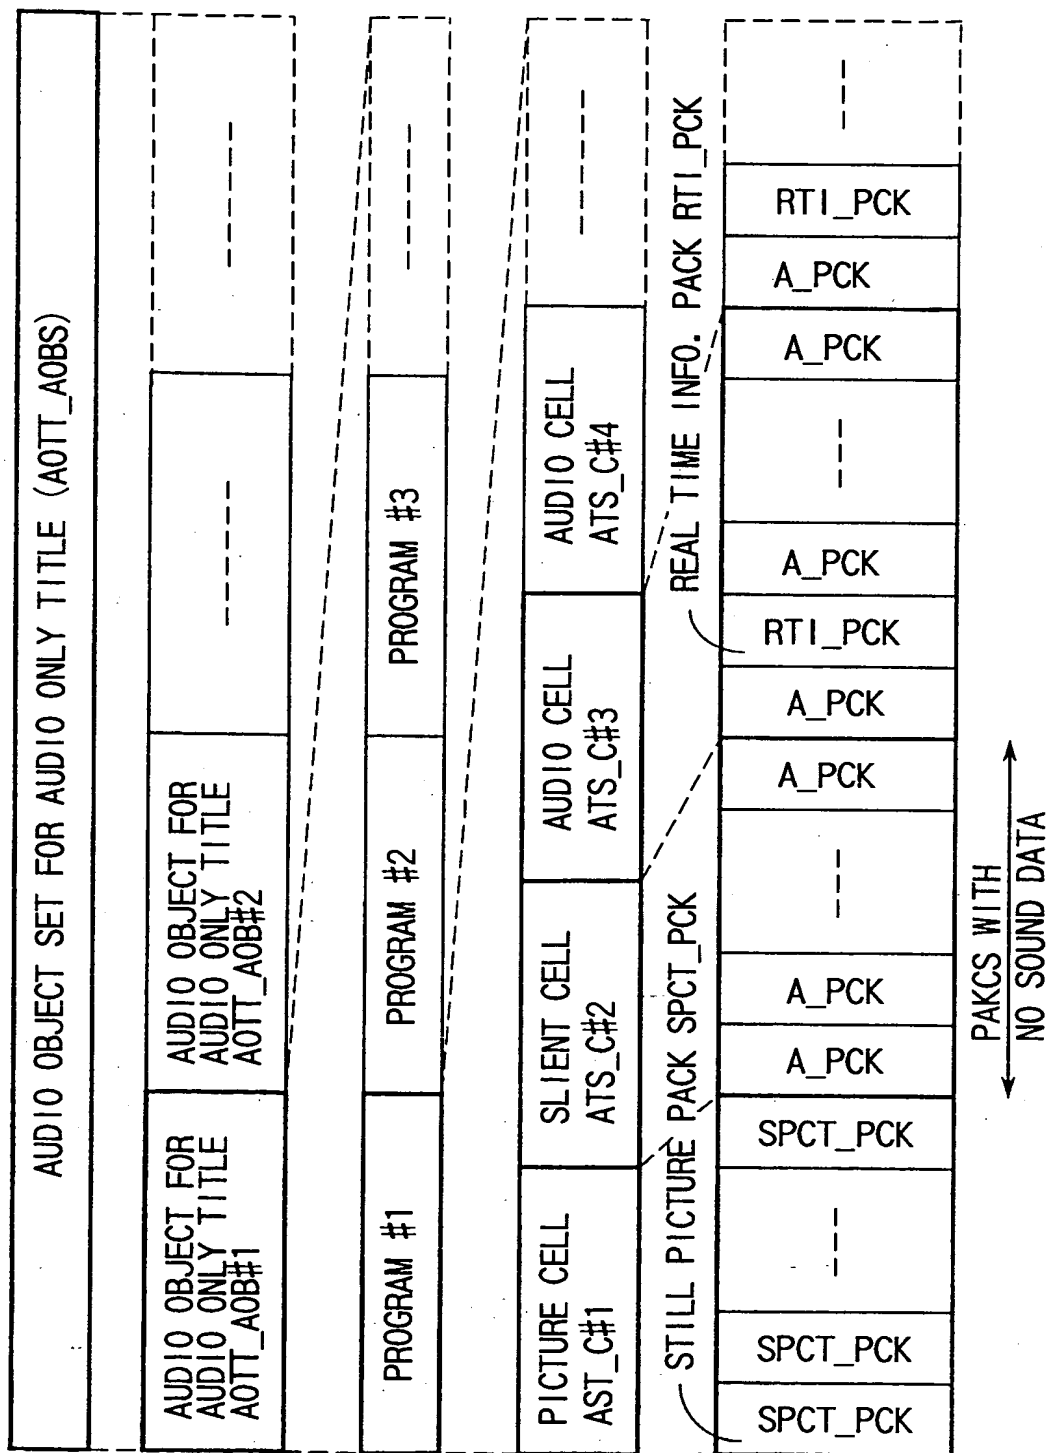 AUDIO OBJECT SET FOR AUDIO ONLY TITLE (AOTT_AOBS)
AUDIO OBJECT FOR
AUDIO ONLY TITLE
AOTT_AOB#1
AUDIO OBJECT FOR
AUDIO ONLY TITLE
AOTT_AOB#2
PROGRAM #1
PROGRAM #2
PROGRAM #3
PICTURE CELL
AST_C#1
SLIENT CELL
ATS_C#2
AUDIO CELL
ATS_C#3
AUDIO CELL
ATS_C#4
STILL PICTURE PACK SPCT_PCK
REAL TIME INFO. PACK RTI_PCK
SPCT_PCK
SPCT_PCK
SPCT_PCK
A_PCK
A_PCK
A_PCK
A_PCK
RTI_PCK
A_PCK
A_PCK
A_PCK
RTI_PCK
PAKCS WITH
NO SOUND DATA